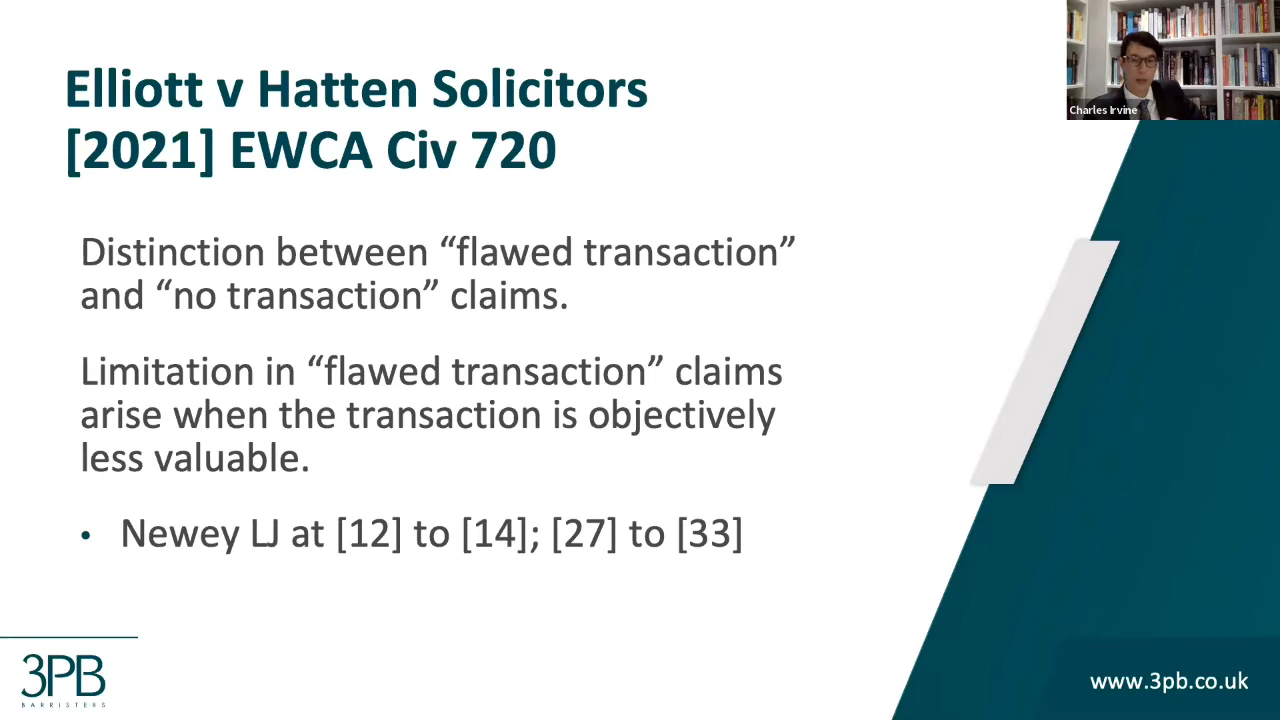 Elliott v Hatten Solicitors
[2021] EWCA Civ 720
Charles Irvine
Distinction between “flawed transaction”
and “no transaction” claims.
Limitation in “flawed transaction” claims
arise when the transaction is objectively
less valuable.
• Newey LJ at [12] to [14]; [27] to [33]
3PB
BARRISTERS
www.3pb.co.uk